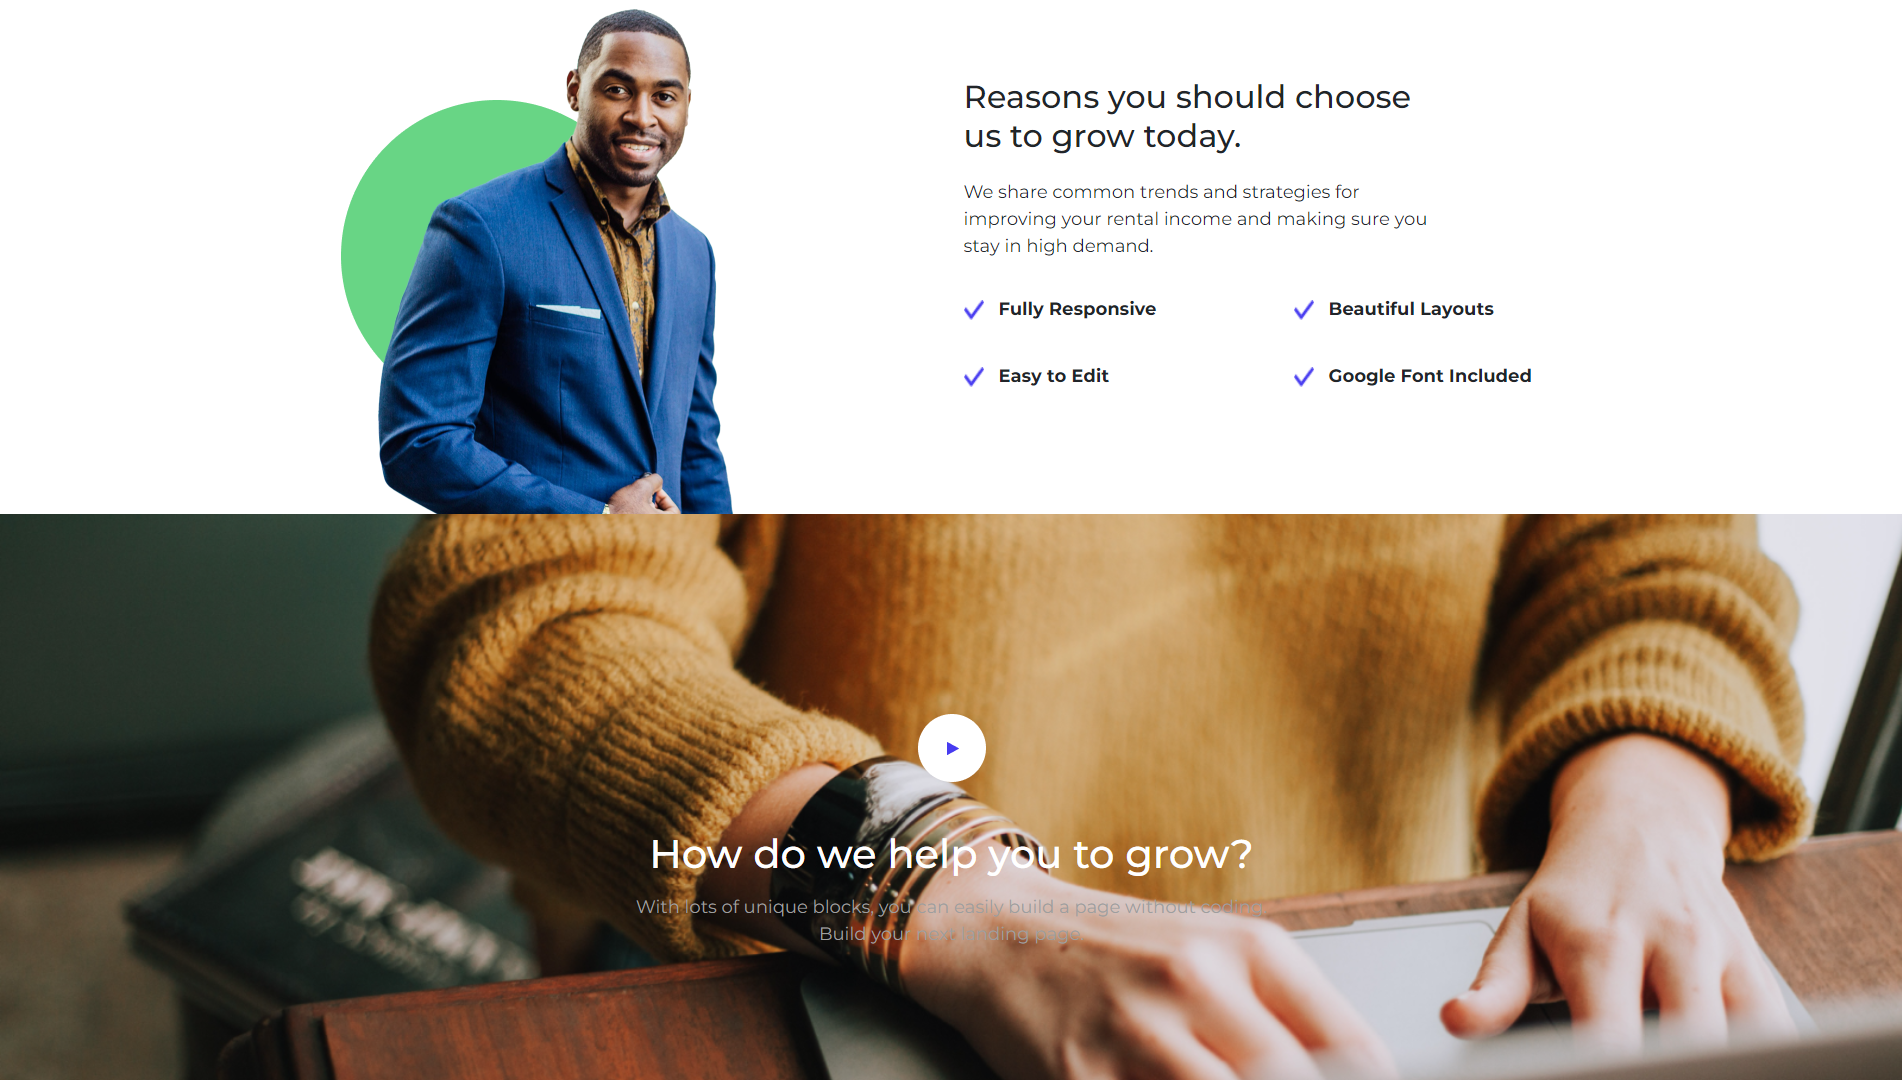 Reasons you should choose
us to grow today.
We share common trends and strategies for
improving your rental income and making sure you
stay in high demand.
Fully Responsive
Beautiful Layouts
Easy to Edit
Google Font Included
How do we help you to grow?
With lots of unique blocks, you can easily build a page without coding.
Build your next landing page.